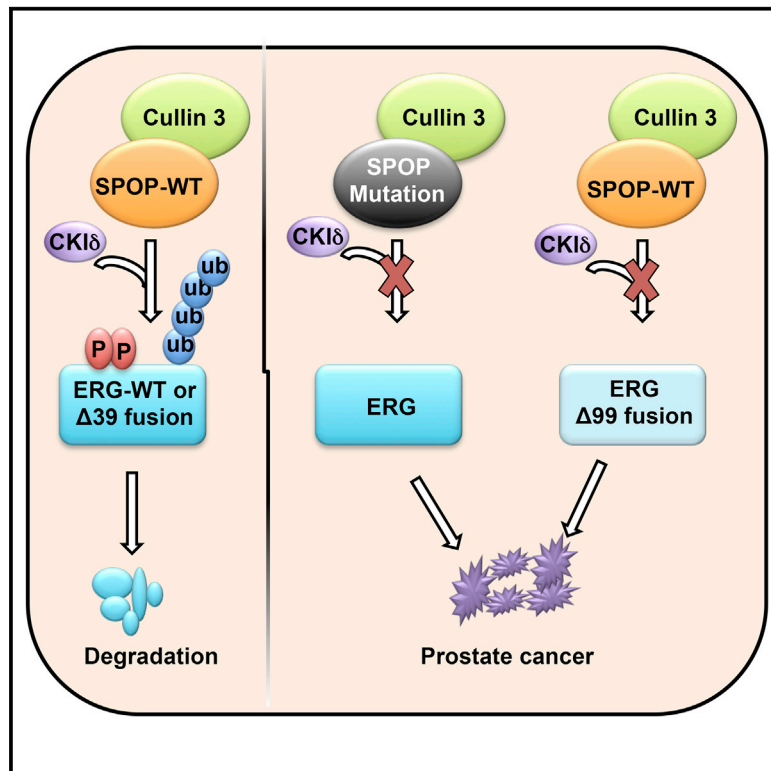 Cullin 3
SPOP-WT
CKIδ
ub
ub
ub
ub
P P
ERG-WT or
Δ39 fusion
Degradation
Cullin 3
SPOP
Mutation
CKIδ
ERG
Cullin 3
SPOP-WT
CKIδ
ERG
Δ99 fusion
Prostate cancer